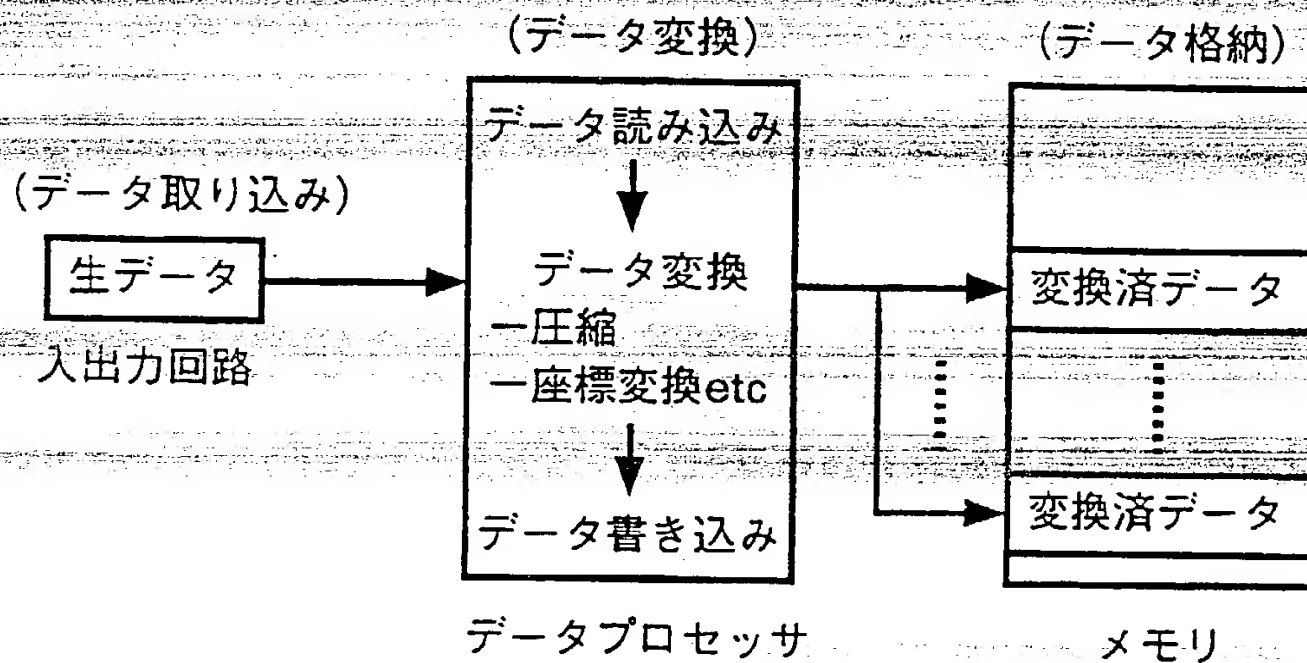 (データ取り込み)
生データ
入出力回路
(データ変換)
データ読み込み
データ変換
ー圧縮
ー座標変換etc
データ書き込み
データプロセッサ
(データ格納)
変換済データ
変換済データ
メモリ